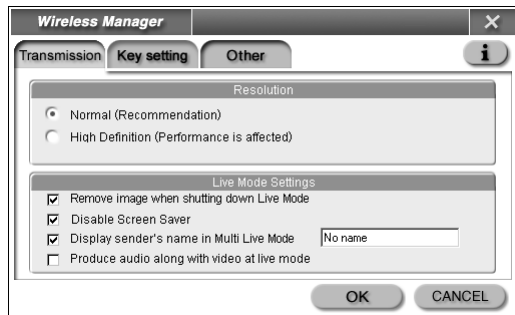 Wireless Manager
Transmission Key setting Other i
Resolution
Normal (Recommendation)
High Definition (Performance is affected)
Live Mode Settings
Remove image when shutting down Live Mode
Disable Screen Saver
Display sender's name in Multi Live Mode No name
Produce audio along with video at live mode
OK CANCEL